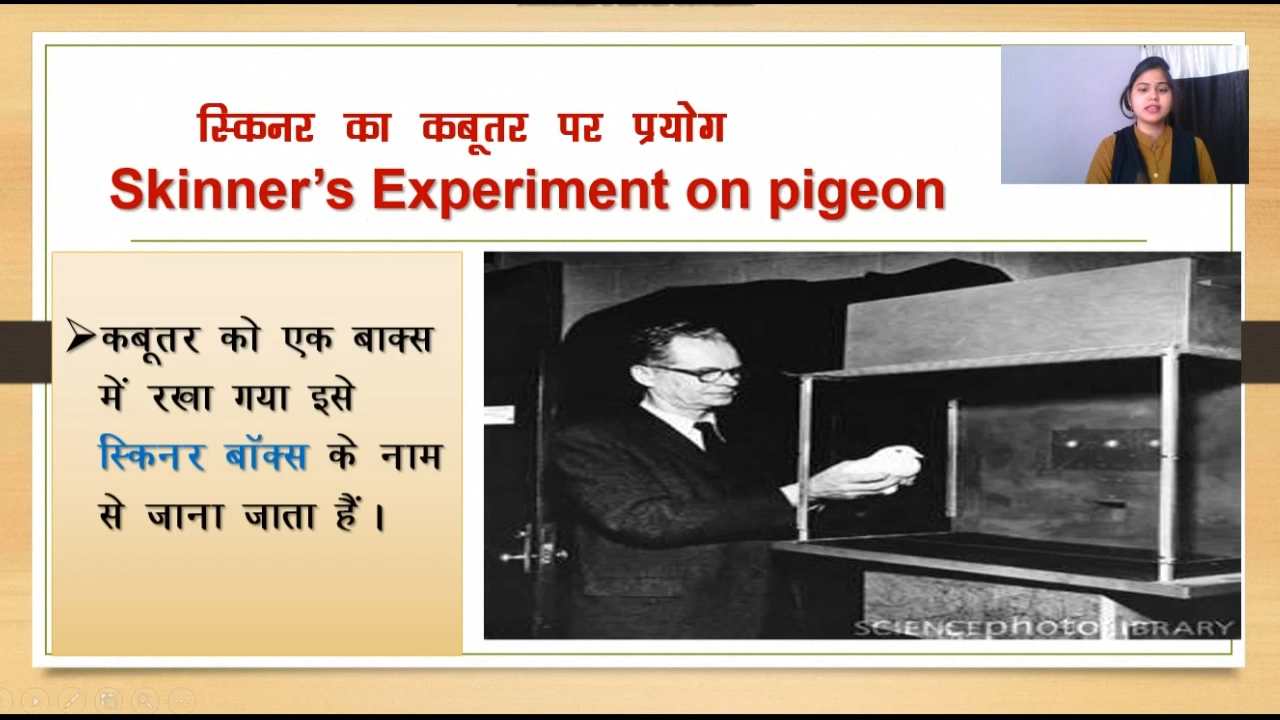 स्किनर का कबूतर पर प्रयोग
Skinner’s Experiment on pigeon
➢कबूतर को एक बाक्स
में रखा गया इसे
स्किनर बॉक्स के नाम
से जाना जाता हैं ।
SCIENCEphotoLIBRARY